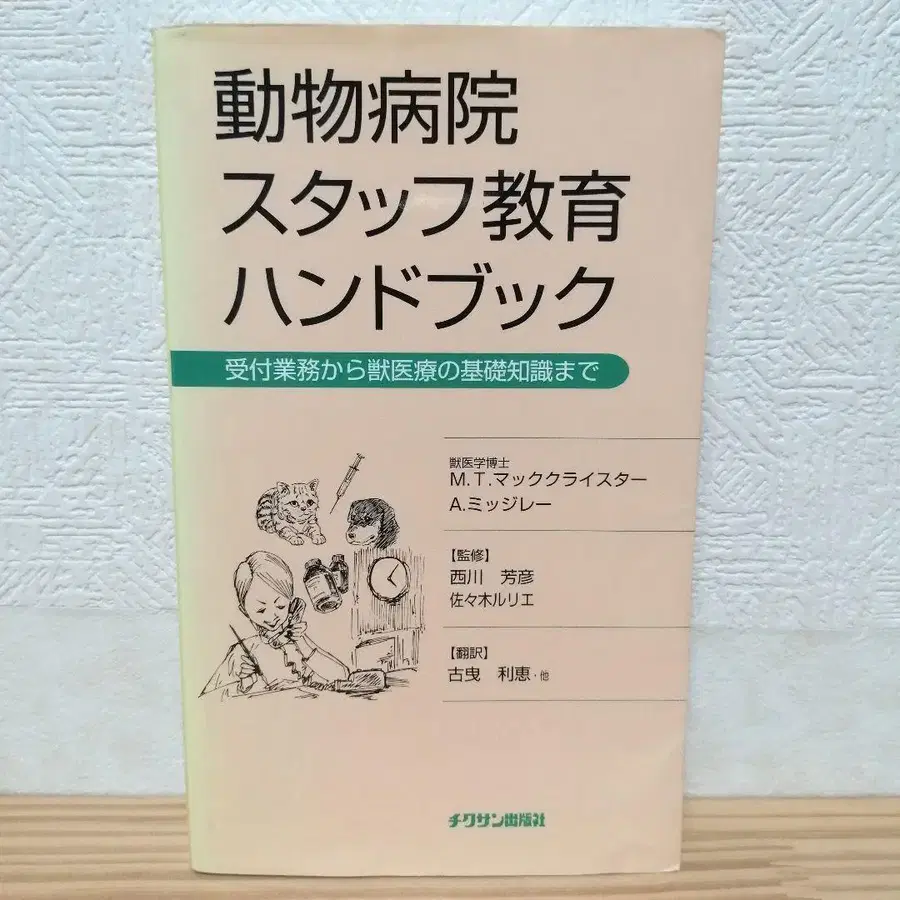 動物病院
スタッフ教育
ハンドブック
受付業務から獣医療の基礎知識まで
獣医学博士
M.T.マッククライスター
A.ミッジレー
【監修】
西川 芳彦
佐々木ルリエ
【翻訳】
古曳 利恵・他
チクサン出版社